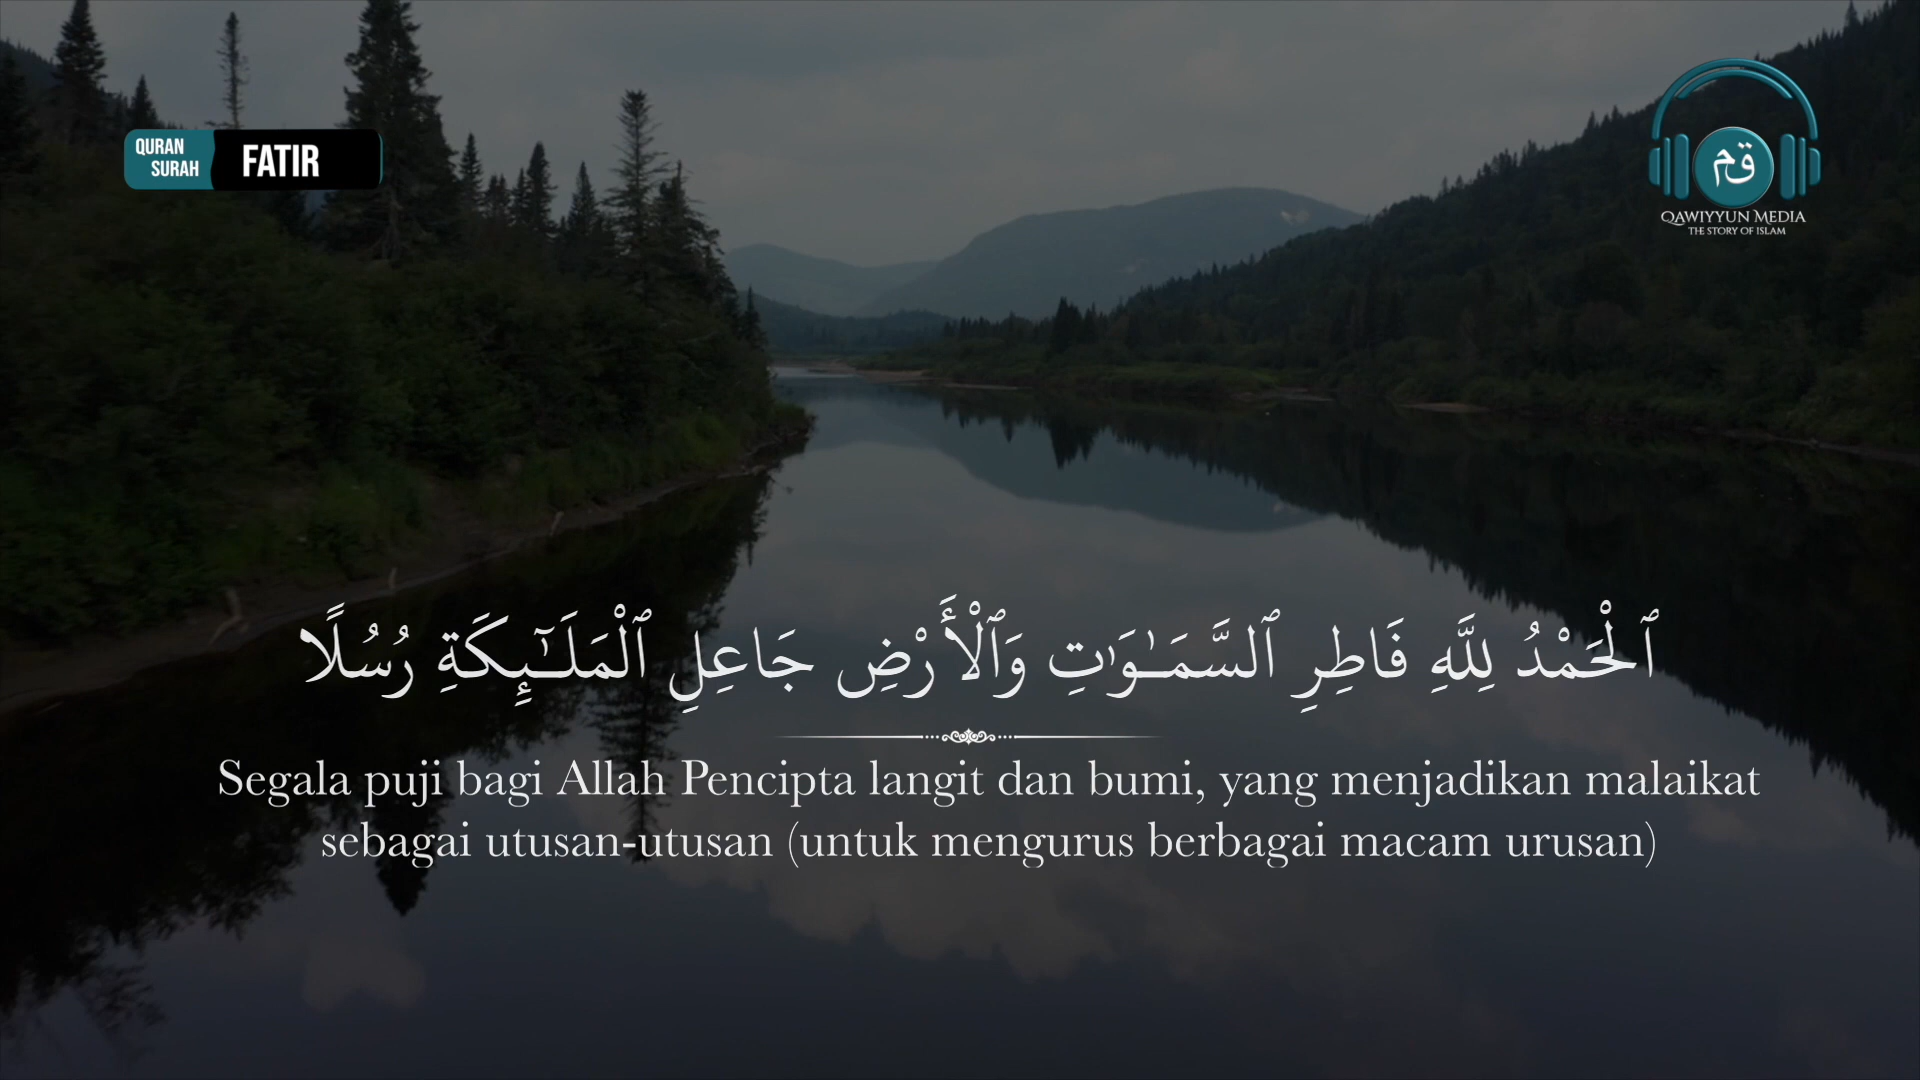 QURAN
SURAH
FATIR
قم
QAWIYYUN MEDIA
THE STORY OF ISLAM
ٱلْحَمْدُ لِلَّهِ فَاطِرِ ٱلسَّمَـٰوَٰتِ وَٱلْأَرْضِ جَاعِلِ ٱلْمَلَـٰٓئِكَةِ رُسُلًا
Segala puji bagi Allah Pencipta langit dan bumi, yang menjadikan malaikat
sebagai utusan-utusan (untuk mengurus berbagai macam urusan)